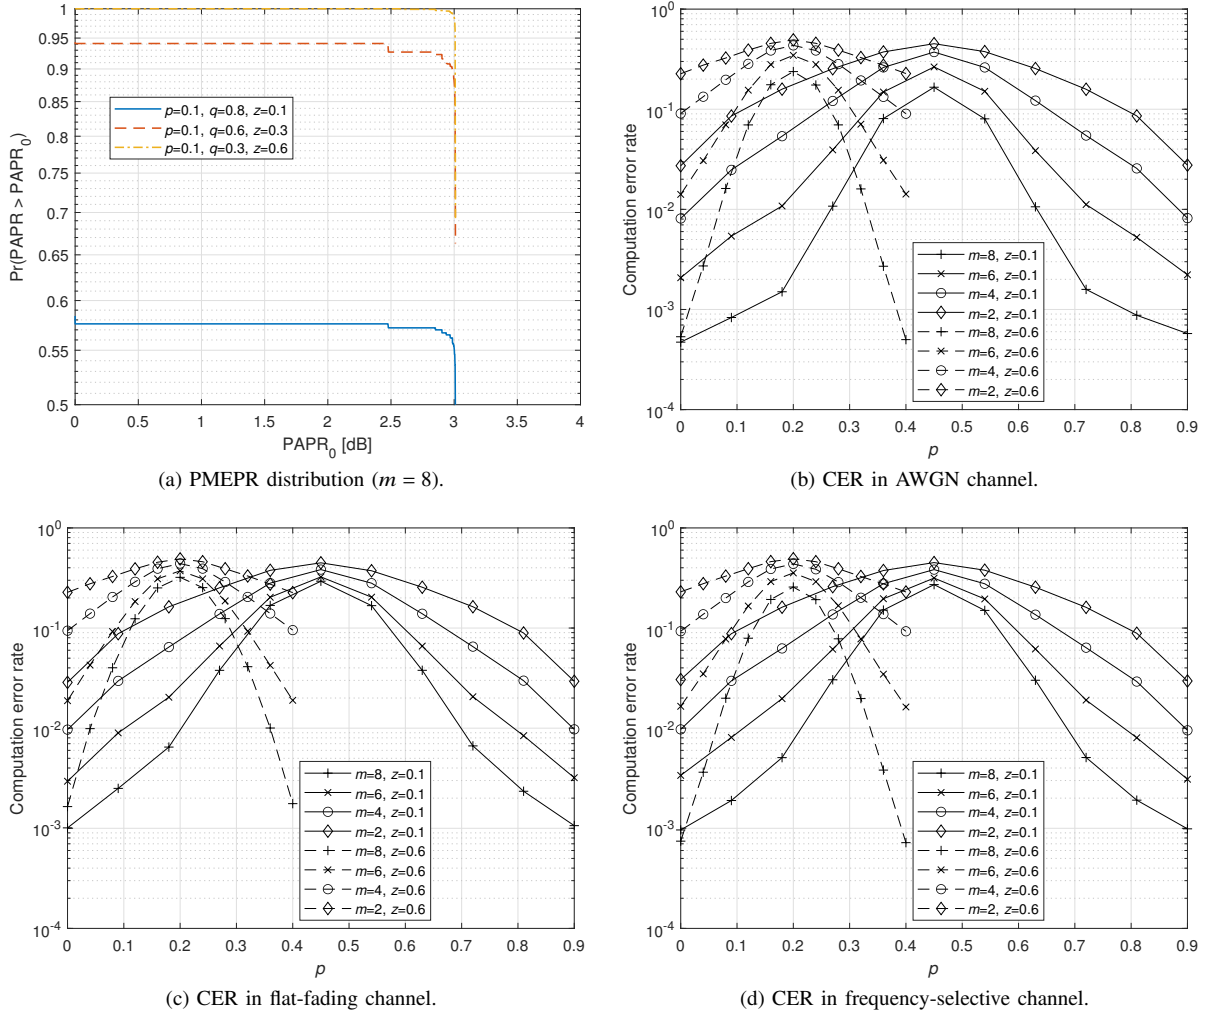 1
0.95
0.9
0.85
0.8
0.75
0.7
0.65
0.6
0.55
0.5
Pr(PAPR > PAPR0)
p=0.1, q=0.8, z=0.1
p=0.1, q=0.6, z=0.3
p=0.1, q=0.3, z=0.6
0 0.5 1 1.5 2 2.5 3 3.5 4
PAPR0 [dB]
(a) PMEPR distribution (m = 8).
10^0
10^-1
10^-2
10^-3
10^-4
Computation error rate
m=8, z=0.1
m=6, z=0.1
m=4, z=0.1
m=2, z=0.1
m=8, z=0.6
m=6, z=0.6
m=4, z=0.6
m=2, z=0.6
0 0.1 0.2 0.3 0.4 0.5 0.6 0.7 0.8 0.9
p
(b) CER in AWGN channel.
10^0
10^-1
10^-2
10^-3
10^-4
Computation error rate
m=8, z=0.1
m=6, z=0.1
m=4, z=0.1
m=2, z=0.1
m=8, z=0.6
m=6, z=0.6
m=4, z=0.6
m=2, z=0.6
0 0.1 0.2 0.3 0.4 0.5 0.6 0.7 0.8 0.9
p
(c) CER in flat-fading channel.
10^0
10^-1
10^-2
10^-3
10^-4
Computation error rate
m=8, z=0.1
m=6, z=0.1
m=4, z=0.1
m=2, z=0.1
m=8, z=0.6
m=6, z=0.6
m=4, z=0.6
m=2, z=0.6
0 0.1 0.2 0.3 0.4 0.5 0.6 0.7 0.8 0.9
p
(d) CER in frequency-selective channel.